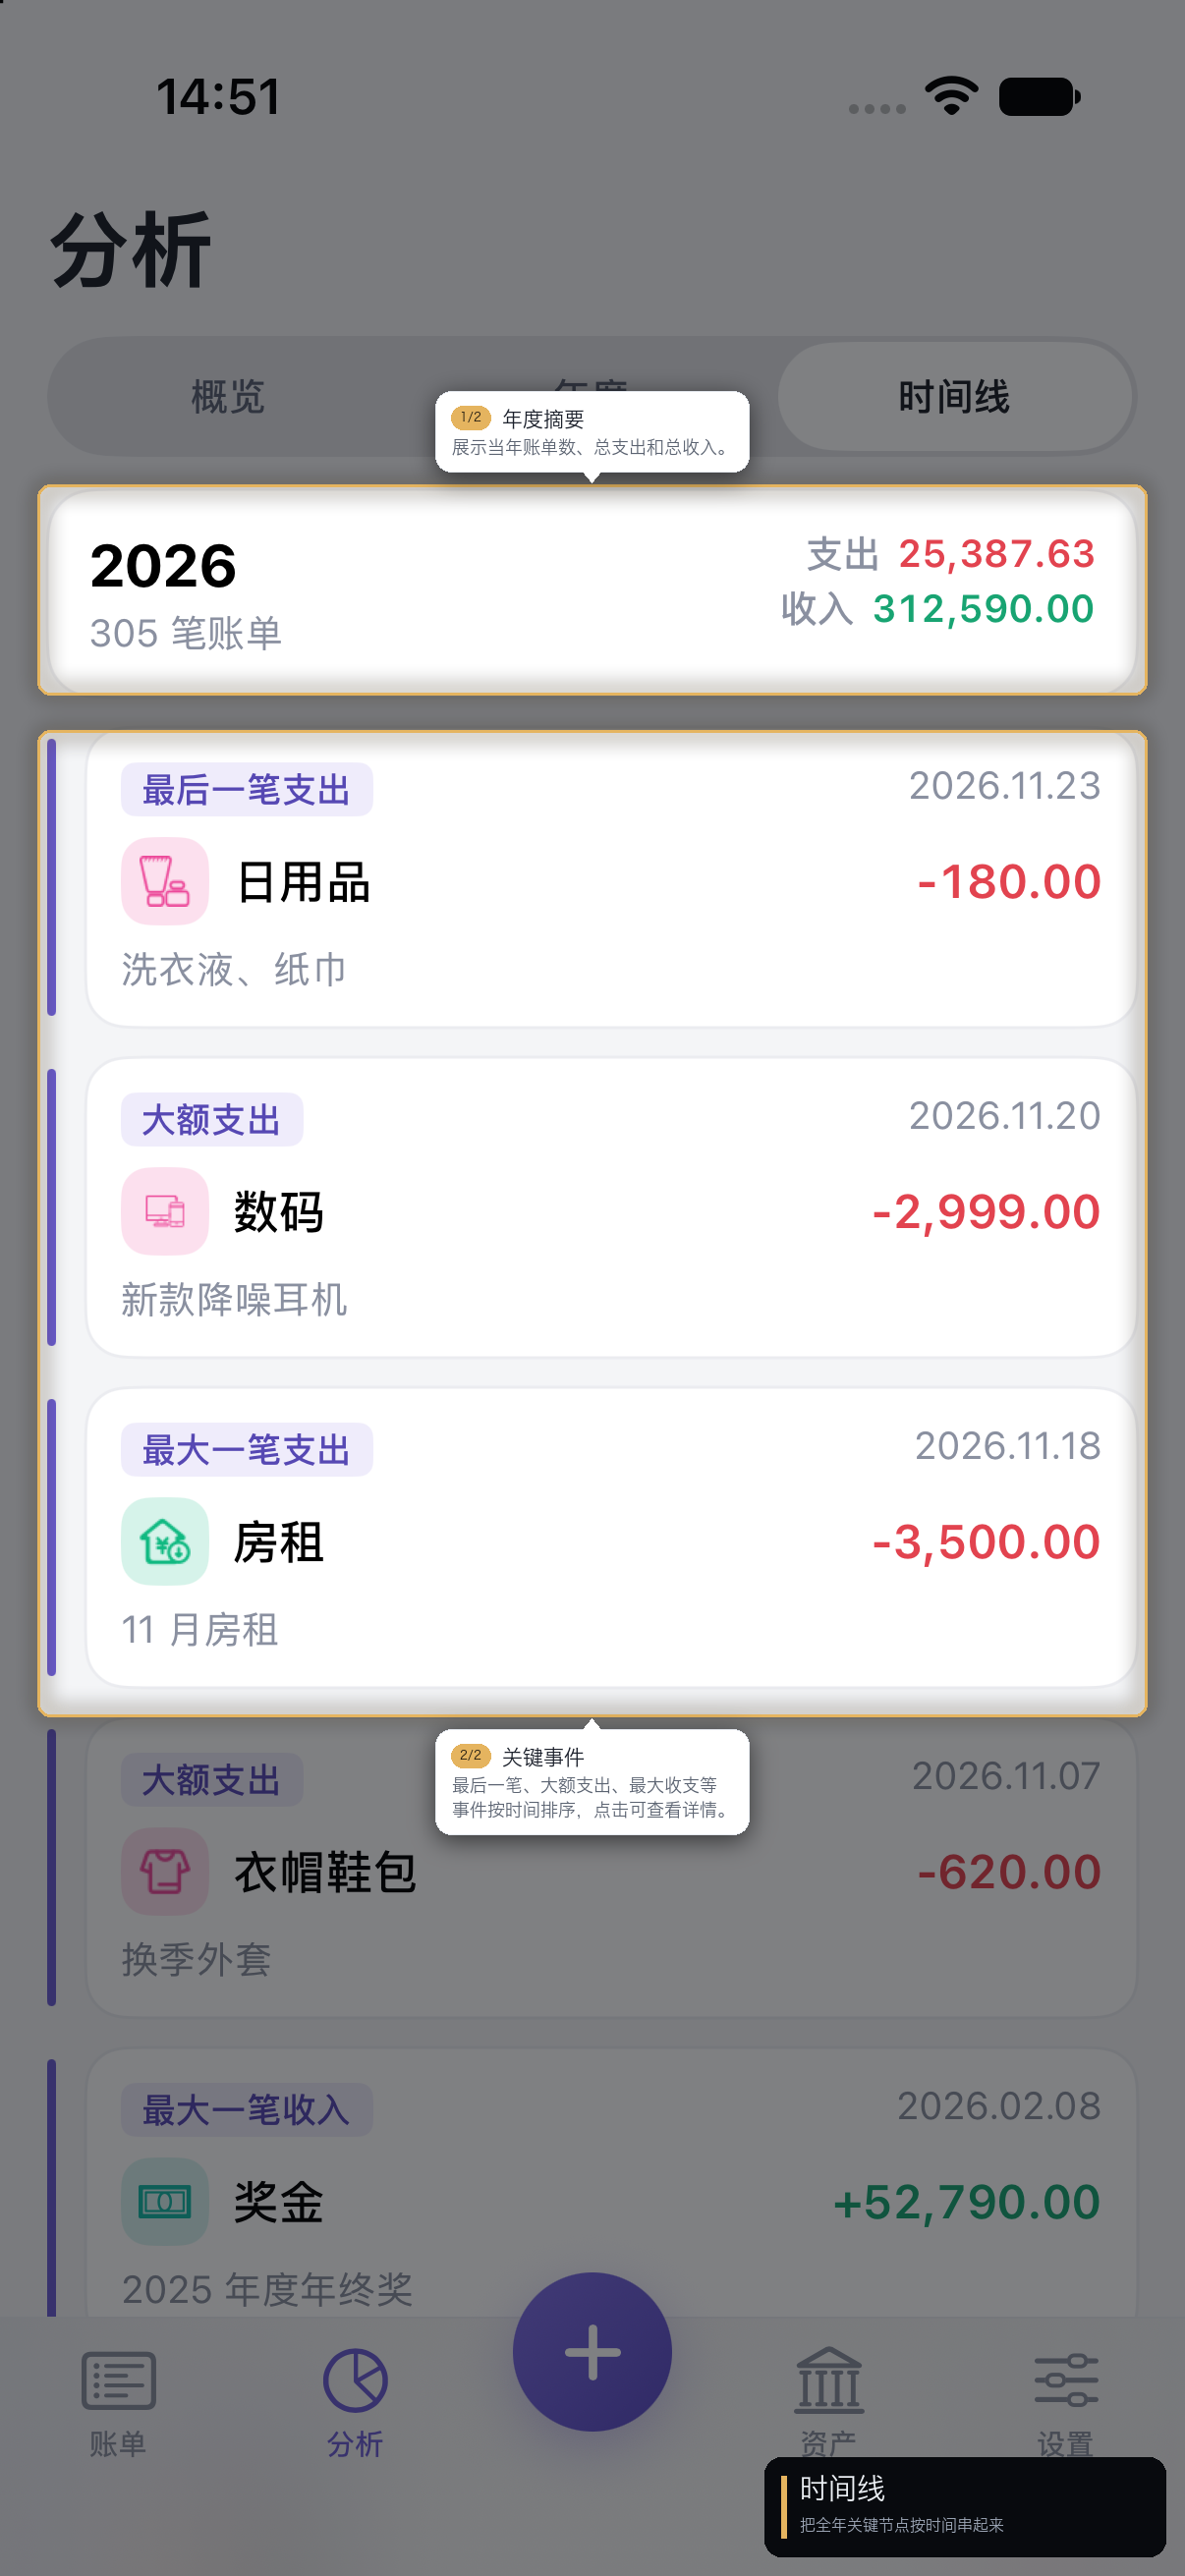 14:51
分析
概览
年度
时间线
1/2 年度摘要
展示当年账单数、总支出和总收入。
2026
305 笔账单
支出 25,387.63
收入 312,590.00
最后一笔支出 2026.11.23
日用品 -180.00
洗衣液、纸巾
大额支出 2026.11.20
数码 -2,999.00
新款降噪耳机
最大一笔支出 2026.11.18
房租 -3,500.00
11 月房租
2/2 关键事件
最后一笔、大额支出、最大收支等
事件按时间排序，点击可查看详情。
大额支出 2026.11.07
衣帽鞋包 -620.00
换季外套
最大一笔收入 2026.02.08
奖金 +52,790.00
2025 年度年终奖
账单
分析
资产
设置
时间线
把全年关键节点按时间串起来